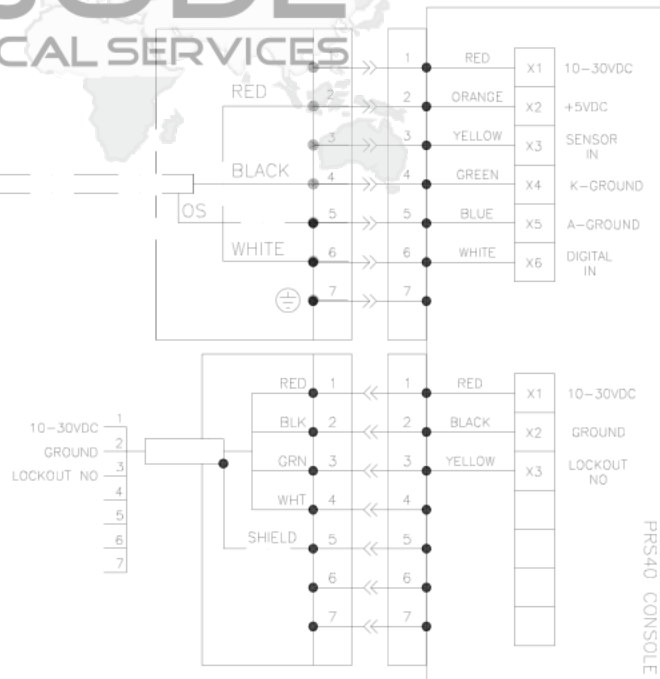 CAL SERVICES
RED
BLACK
OS
WHITE
1
2
3
4
5
6
7
1
2
3
4
5
6
7
RED
ORANGE
YELLOW
GREEN
BLUE
WHITE
X1
X2
X3
X4
X5
X6
10-30VDC
+5VDC
SENSOR
IN
K-GROUND
A-GROUND
DIGITAL
IN
10-30VDC
GROUND
LOCKOUT NO
1
2
3
4
5
6
7
RED
BLK
GRN
WHT
SHIELD
1
2
3
4
5
6
7
1
2
3
4
5
6
7
RED
BLACK
YELLOW
X1
X2
X3
10-30VDC
GROUND
LOCKOUT
NO
PRS40 CONSOLE